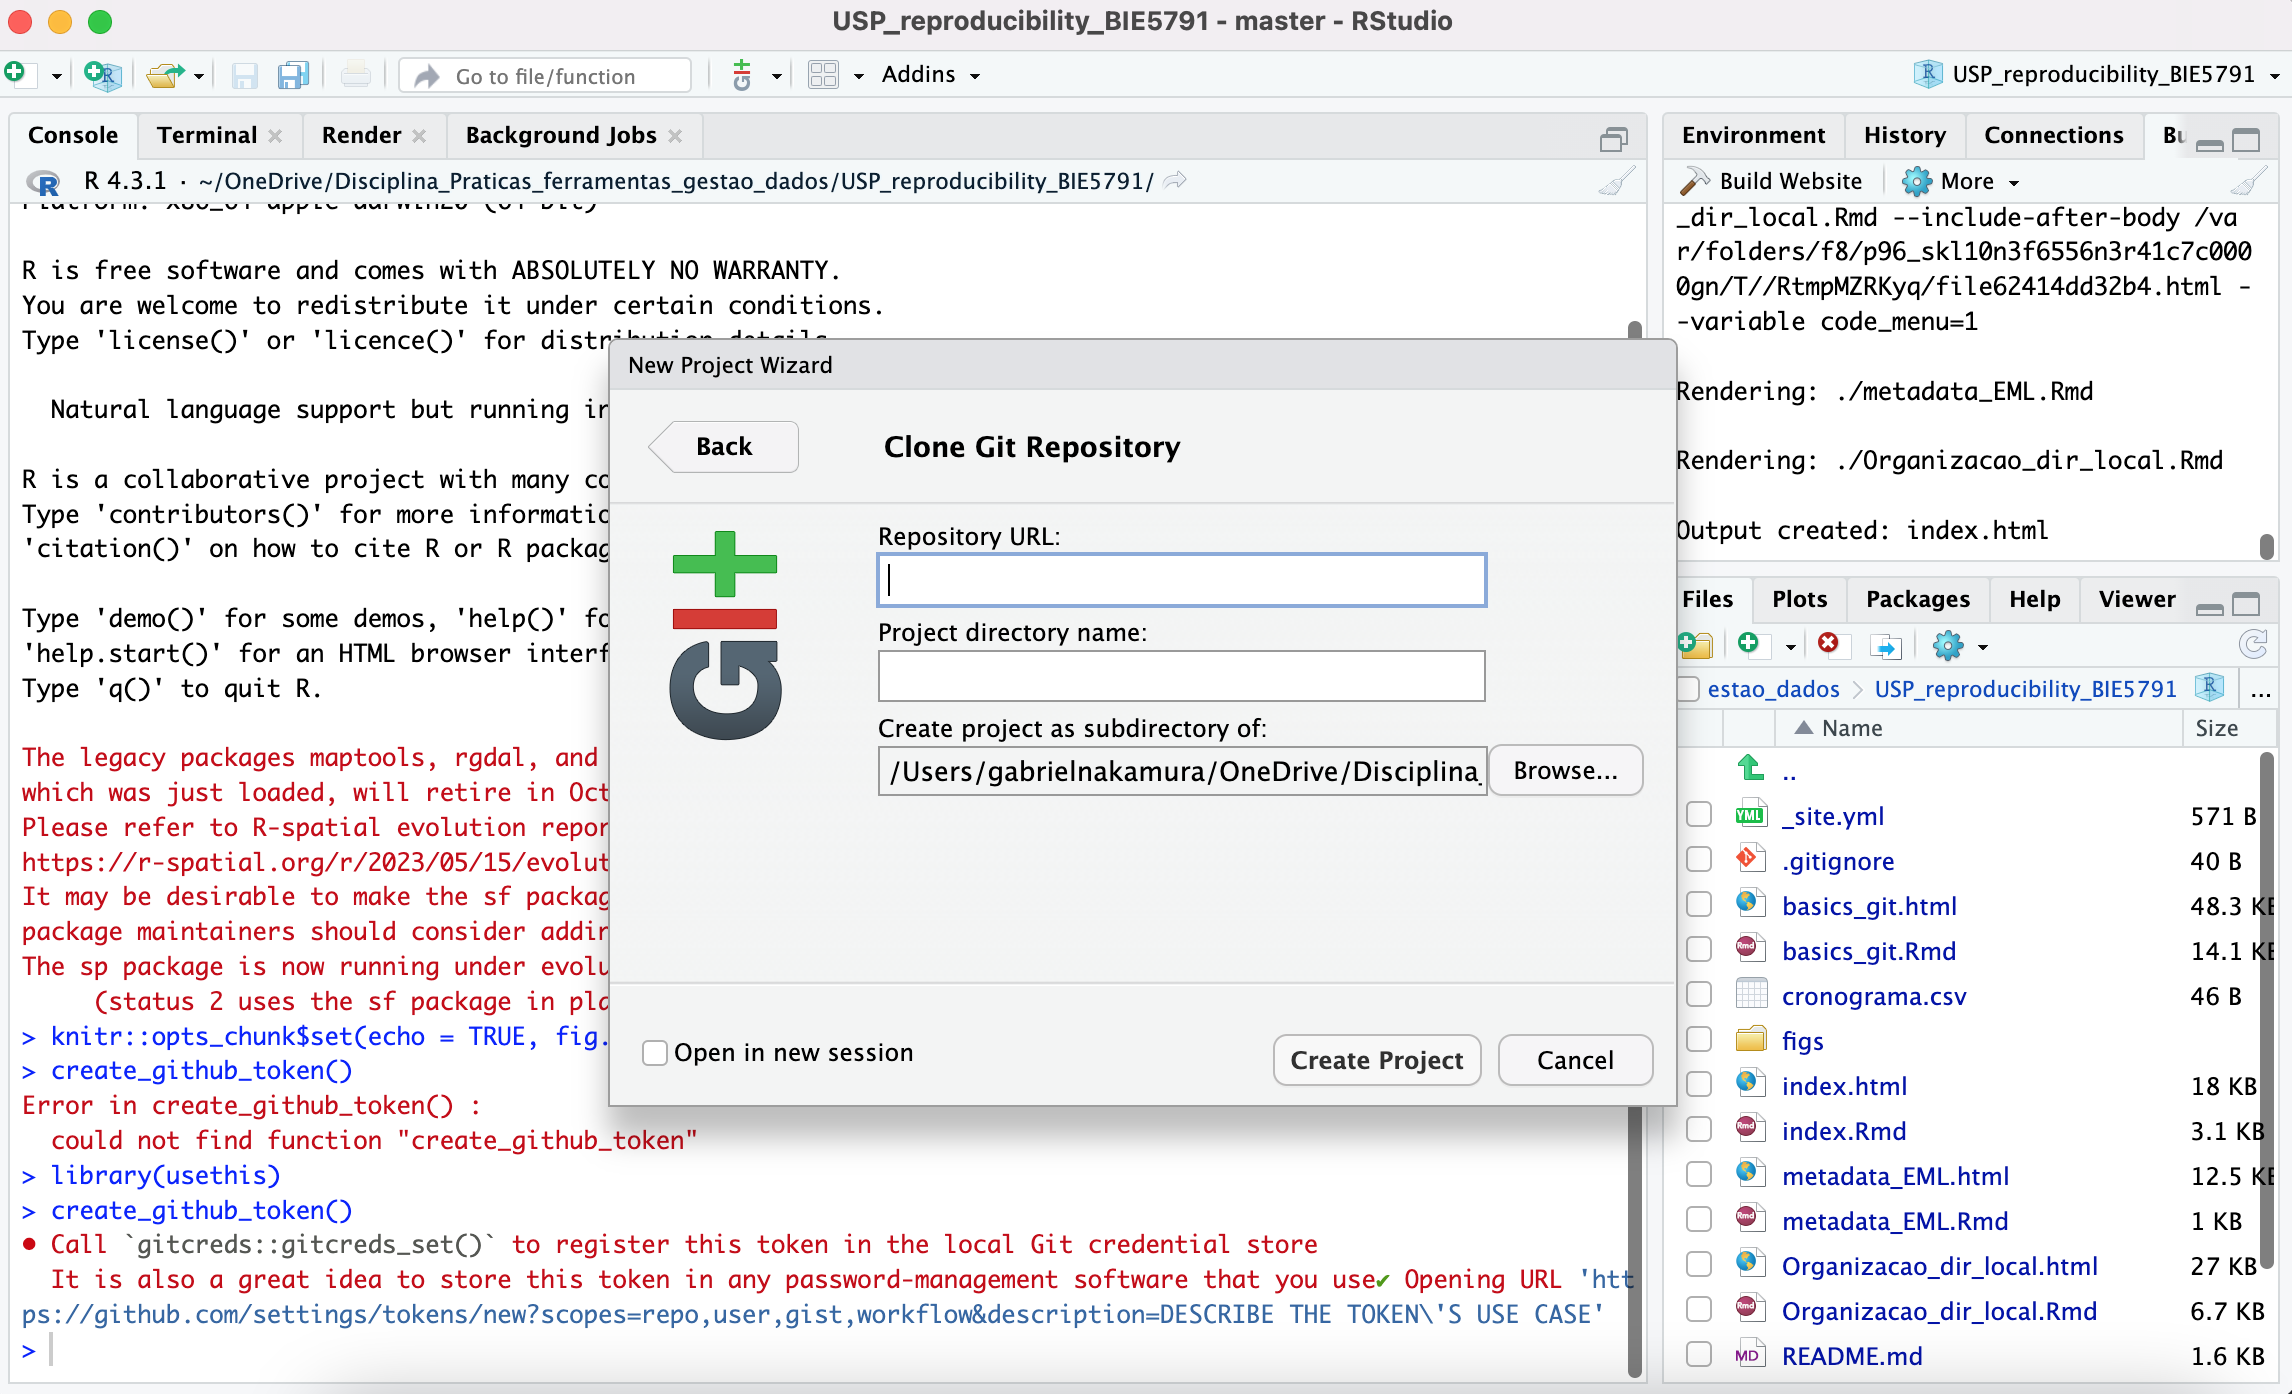 USP_reproducibility_BIE5791 - master - RStudio
Go to file/function
Addins
USP_reproducibility_BIE5791
Console
Terminal
Render
Background Jobs
R 4.3.1 · ~/OneDrive/Disciplina_Praticas_ferramentas_gestao_dados/USP_reproducibility_BIE5791/
R is free software and comes with ABSOLUTELY NO WARRANTY.
You are welcome to redistribute it under certain conditions.
Type 'license()' or 'licence()' for distribution details.
Natural language support but running in
R is a collaborative project with many co
Type 'contributors()' for more informatio
'citation()' on how to cite R or R packag
Type 'demo()' for some demos, 'help()' fo
'help.start()' for an HTML browser interf
Type 'q()' to quit R.
The legacy packages maptools, rgdal, and
which was just loaded, will retire in Oct
Please refer to R-spatial evolution repor
https://r-spatial.org/r/2023/05/15/evolut
It may be desirable to make the sf packag
package maintainers should consider addin
The sp package is now running under evolu
(status 2 uses the sf package in pla
> knitr::opts_chunk$set(echo = TRUE, fig.
> create_github_token()
Error in create_github_token() :
could not find function "create_github_token"
> library(usethis)
> create_github_token()
● Call `gitcreds::gitcreds_set()` to register this token in the local Git credential store
It is also a great idea to store this token in any password-management software that you use✔ Opening URL 'htt
ps://github.com/settings/tokens/new?scopes=repo,user,gist,workflow&description=DESCRIBE THE TOKEN\'S USE CASE'
>
New Project Wizard
Back
Clone Git Repository
Git
Repository URL:
Project directory name:
Create project as subdirectory of:
/Users/gabrielnakamura/OneDrive/Disciplina_
Browse...
Open in new session
Create Project
Cancel
Environment
History
Connections
Bu
Build Website
More
_dir_local.Rmd --include-after-body /va
r/folders/f8/p96_skl10n3f6556n3r41c7c000
0gn/T//RtmpMZRKyq/file62414dd32b4.html -
-variable code_menu=1
Rendering: ./metadata_EML.Rmd
Rendering: ./Organizacao_dir_local.Rmd
Output created: index.html
Files
Plots
Packages
Help
Viewer
estao_dados > USP_reproducibility_BIE5791
...
Name
Size
..
_site.yml 571 B
.gitignore 40 B
basics_git.html 48.3 KB
basics_git.Rmd 14.1 KB
cronograma.csv 46 B
figs
index.html 18 KB
index.Rmd 3.1 KB
metadata_EML.html 12.5 KB
metadata_EML.Rmd 1 KB
Organizacao_dir_local.html 27 KB
Organizacao_dir_local.Rmd 6.7 KB
README.md 1.6 KB